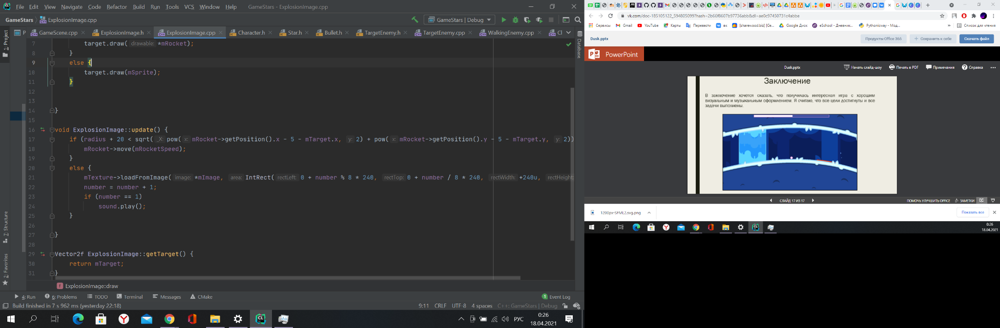 File Edit View Navigate Code Refactor Build Run Tools VCS Window Help GameStars - ExplosionImage.cpp
GameStars ExplosionImage.cpp GameStars | Debug
1: Project
P GameScene.cpp ExplosionImage.h ExplosionImage.cpp Character.h Star.h Bullet.h TargetEnemy.h TargetEnemy.cpp WalkingEnemy.cpp Cl
Database
7 target.draw( drawable: *mRocket);
8 }
9 else {
10 target.draw(mSprite);
11 }
12
13
14 }
15
16 void ExplosionImage::update() {
17 if (radius + 20 < sqrt( _X: pow( x: mRocket->getPosition().x - 5 - mTarget.x, y: 2) + pow( x: mRocket->getPosition().y - 5 - mTarget.y, y: 2))
18 mRocket->move(mRocketSpeed);
19 }
20 else {
21 mTexture->loadFromImage( image: *mImage, area: IntRect( rectLeft: 0 + number % 8 * 240, rectTop: 0 + number / 8 * 240, rectWidth: +240u, rectHeight:
22 number = number + 1;
23 if (number == 1)
24 sound.play();
25 }
26
27 }
28
29 Vector2f ExplosionImage::getTarget() {
30 return mTarget;
31 }
Z: Structure
2: Favorites
f ExplosionImage::draw
4: Run 6: Problems TODO Terminal Messages CMake 1 Event Log
Build finished in 7 s 962 ms (yesterday 22:18) 9:11 CRLF UTF-8 4 spaces C++: GameStars | Debug
РУС 0:26
18.04.2021
vk.com/doc-185105122_594805099?hash=2b66f8607b97736abb&dl=ae0c97450731c4abbe
Сервисы Gmail YouTube Карты Перевести вк [sharewood.biz] [Ge... Google Диск eSchool - Дневник... Pythonicway - Мод... » Список для чтения
Dusk.pptx Продукты Office 365 + Сохранить к себе Скачать файл
PowerPoint
Dusk.pptx Начать слайд-шоу Печать в PDF Примечания Справка ...
Заключение
В заключение хочется сказать, что получилась интересная игра с хорошим
визуальным и музыкальным оформлением. Я считаю, что все цели достигнуты и все
задачи выполнены.
СЛАЙД 17 ИЗ 17 ПОМОЧЬ УЛУЧШИТЬ OFFICE ЗАМЕТКИ
1200px-SFML2.svg.png Показать все
0:26
18.04.2021